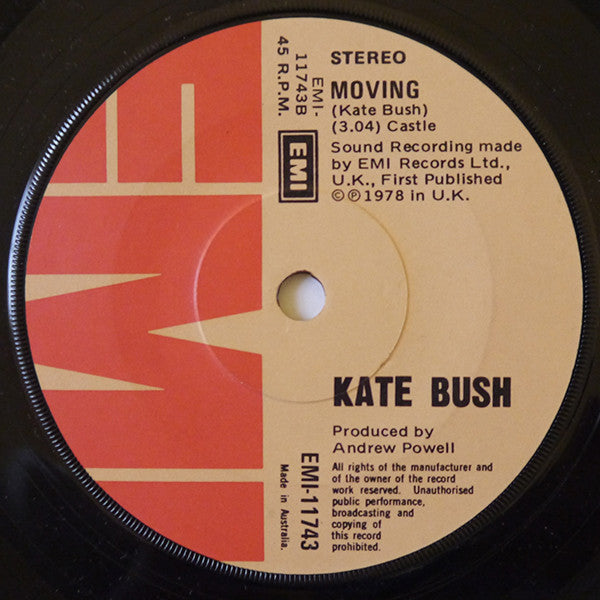 STEREO
MOVING
(Kate Bush)
(3.04) Castle
Sound Recording made
by EMI Records Ltd.,
U.K., First Published
©℗1978 in U.K.
EMI-
11743B
45 R.P.M.
EMI
EMI
KATE BUSH
Produced by
Andrew Powell
All rights of the manufacturer and
of the owner of the record
work reserved. Unauthorised
public performance,
broadcasting and
copying of
this record
prohibited.
EMI-11743
Made in Australia.